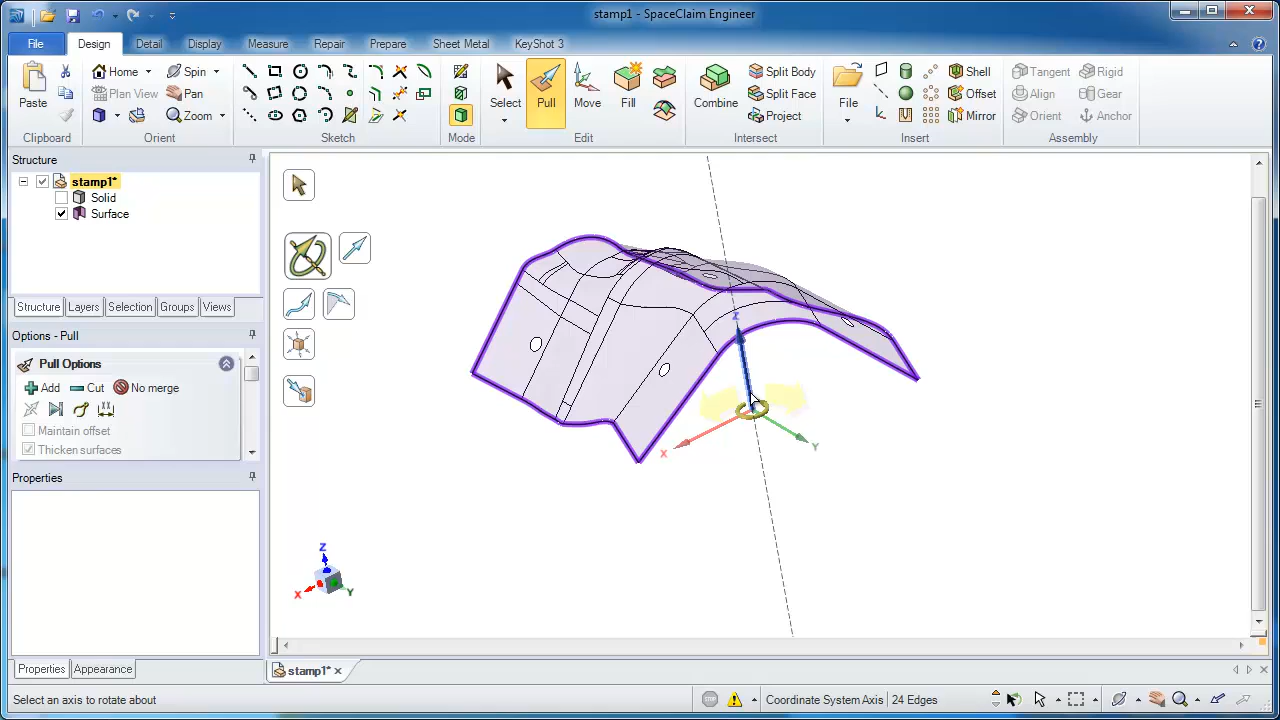 stamp1 - SpaceClaim Engineer
File Design Detail Display Measure Repair Prepare Sheet Metal KeyShot 3
Paste Home Spin Select Pull Move Fill Combine Split Body File Shell Tangent Rigid
Plan View Pan Split Face Offset Align Gear
Zoom Project Mirror Orient Anchor
Clipboard Orient Sketch Mode Edit Intersect Insert Assembly
Structure
stamp1*
Solid
Surface
Structure Layers Selection Groups Views
Options - Pull
Pull Options
Add Cut No merge
Maintain offset
Thicken surfaces
Properties
Z
X
Y
Z
X
Y
Properties Appearance
stamp1*
Select an axis to rotate about
Coordinate System Axis 24 Edges